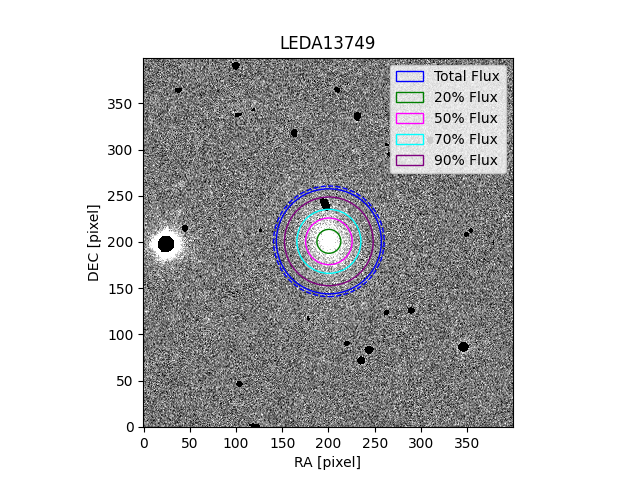 LEDA13749
Total Flux
20% Flux
50% Flux
70% Flux
90% Flux
DEC [pixel]
350
300
250
200
150
100
50
0
0 50 100 150 200 250 300 350
RA [pixel]